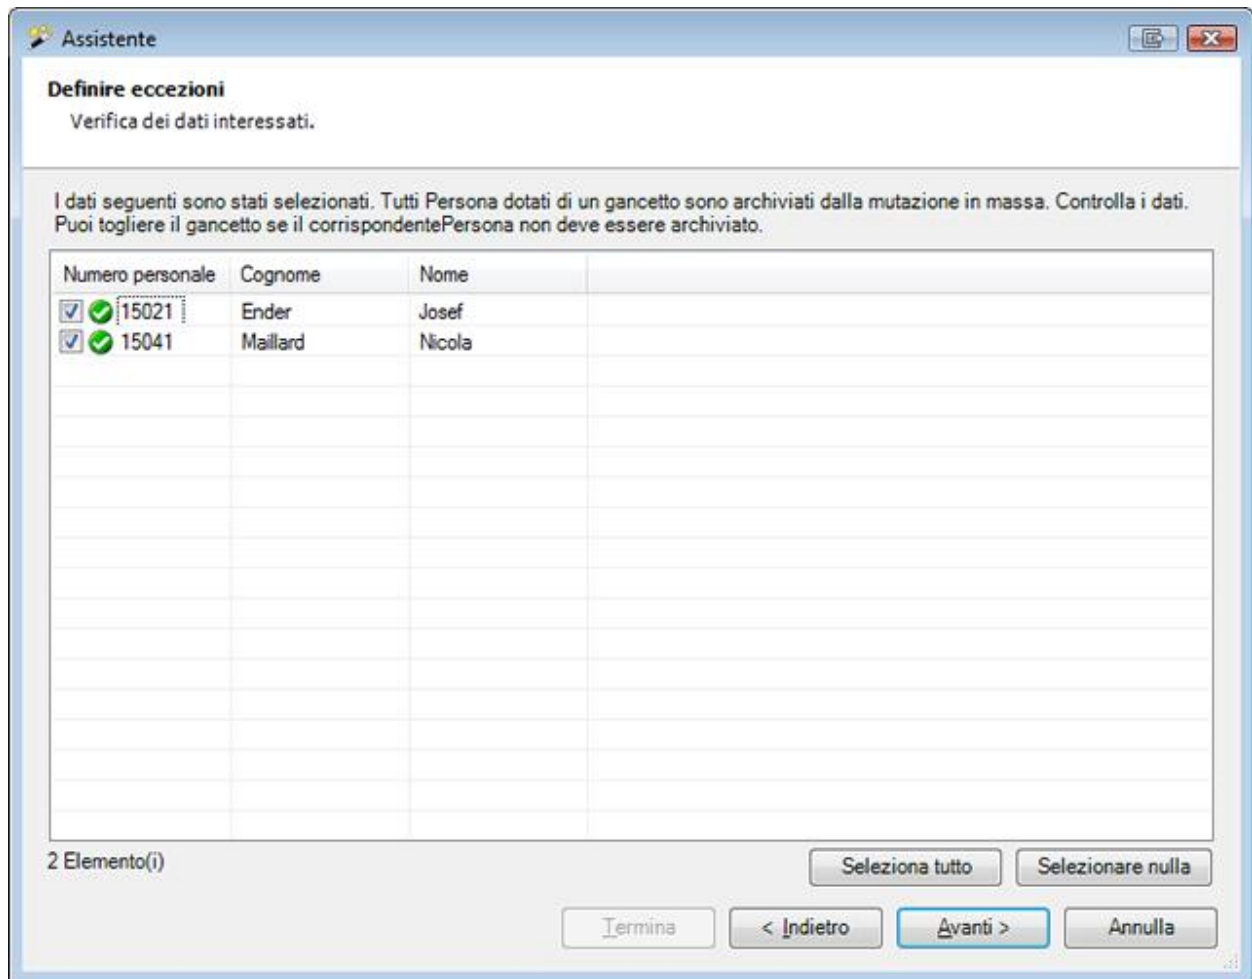 Assistente
Definire eccezioni
Verifica dei dati interessati.
I dati seguenti sono stati selezionati. Tutti Persona dotati di un gancetto sono archiviati dalla mutazione in massa. Controlla i dati.
Puoi togliere il gancetto se il corrispondentePersona non deve essere archiviato.
Numero personale Cognome Nome
15021 Ender Josef
15041 Maillard Nicola
2 Elemento(i) Seleziona tutto Selezionare nulla
Termina < Indietro Avanti > Annulla